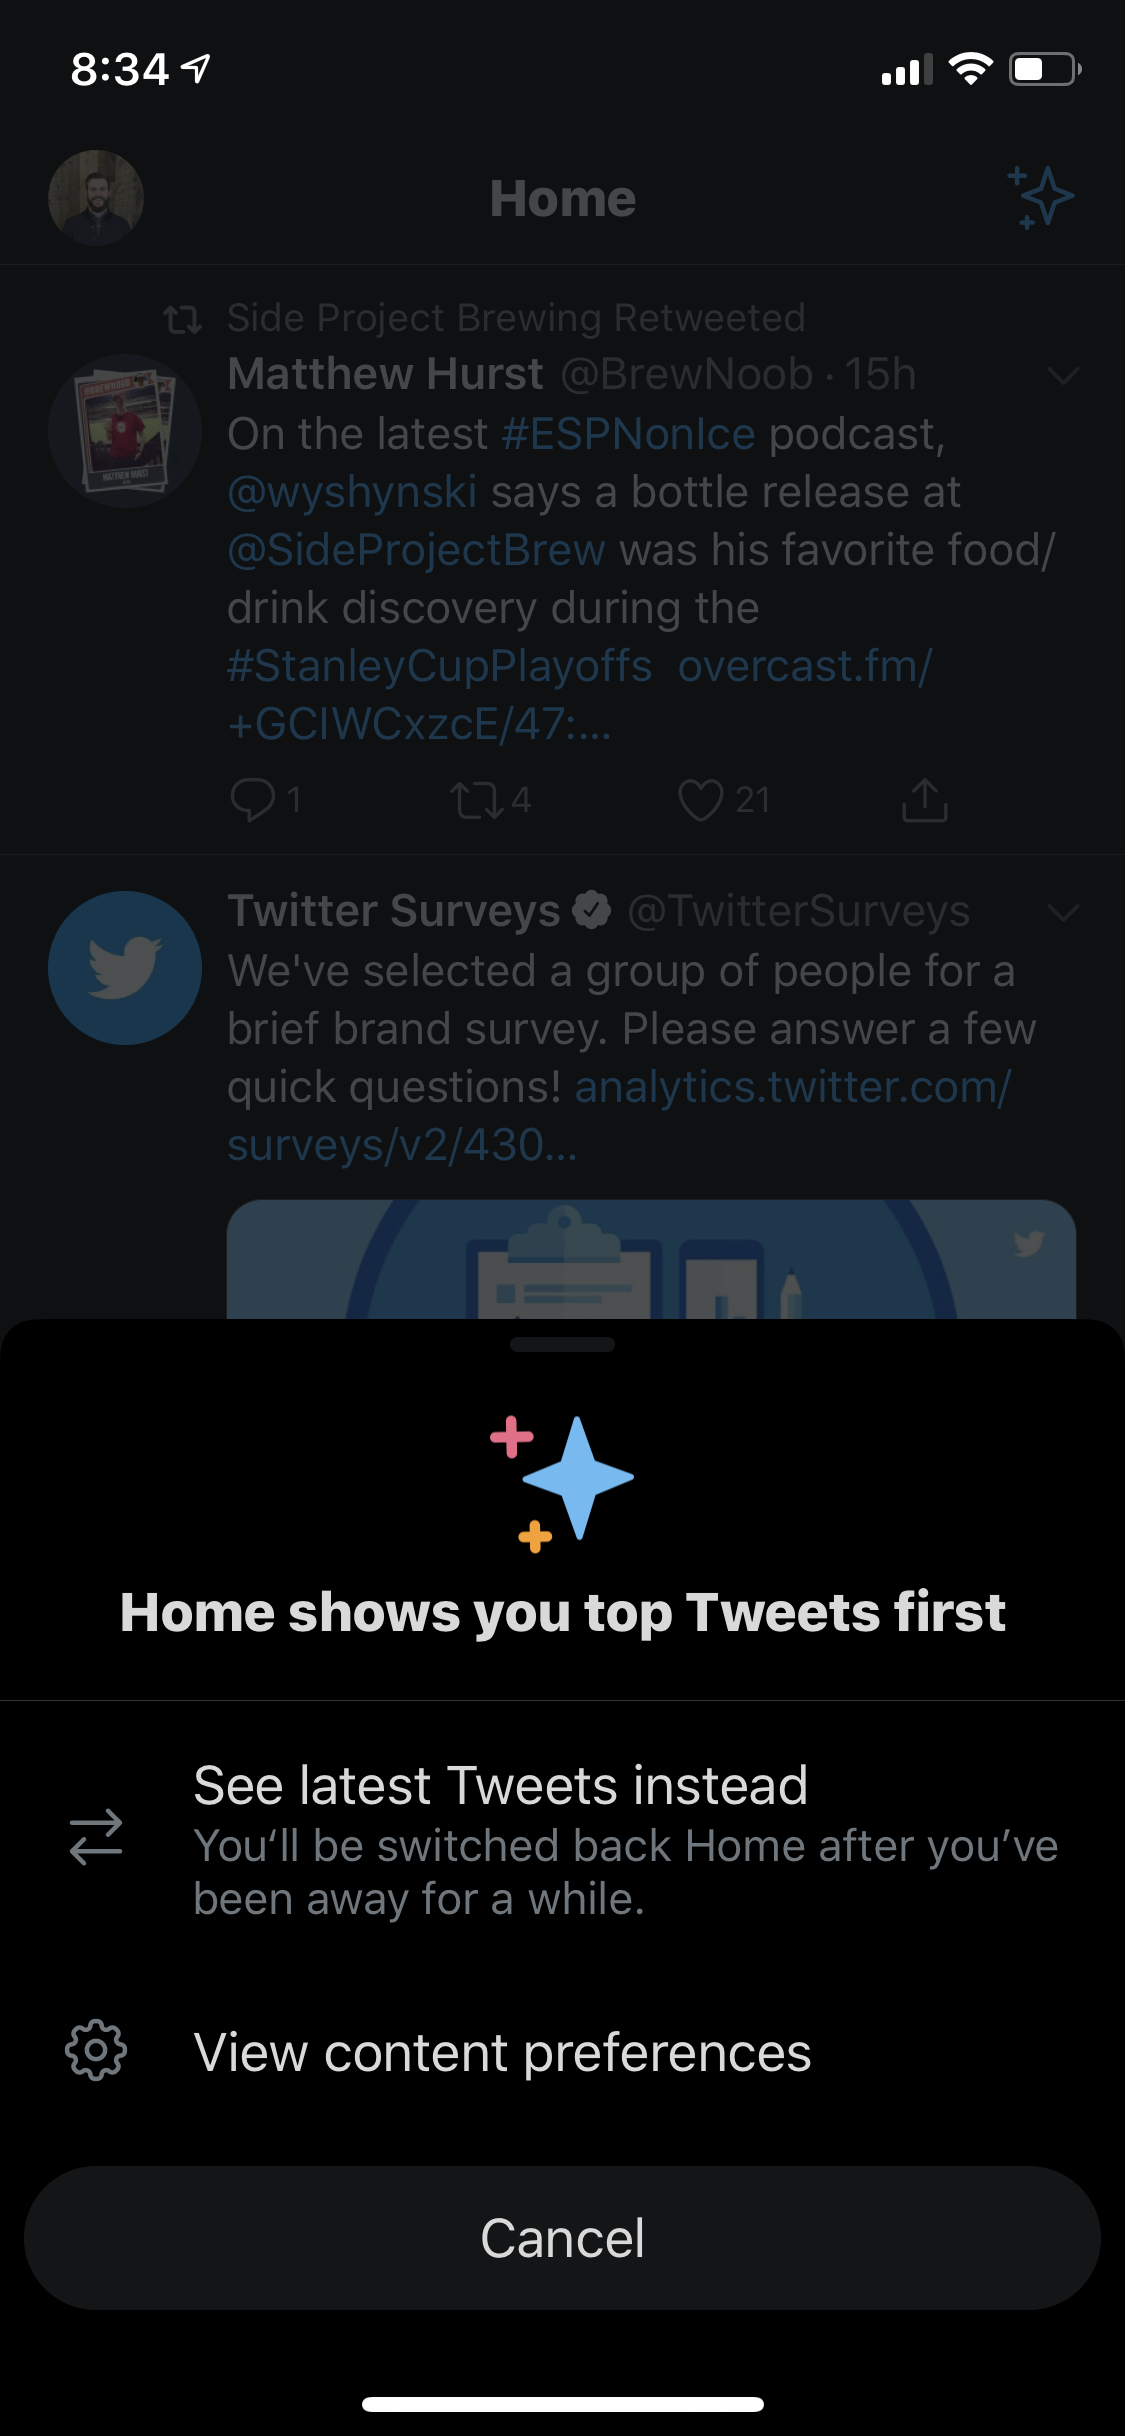 8:34
Home
Side Project Brewing Retweeted
Matthew Hurst @BrewNoob · 15h
On the latest #ESPNonIce podcast,
@wyshynski says a bottle release at
@SideProjectBrew was his favorite food/
drink discovery during the
#StanleyCupPlayoffs overcast.fm/
+GCIWCxzcE/47:...
1 4 21
Twitter Surveys @TwitterSurveys
We've selected a group of people for a
brief brand survey. Please answer a few
quick questions! analytics.twitter.com/
surveys/v2/430...
Home shows you top Tweets first
See latest Tweets instead
You‘ll be switched back Home after you’ve
been away for a while.
View content preferences
Cancel